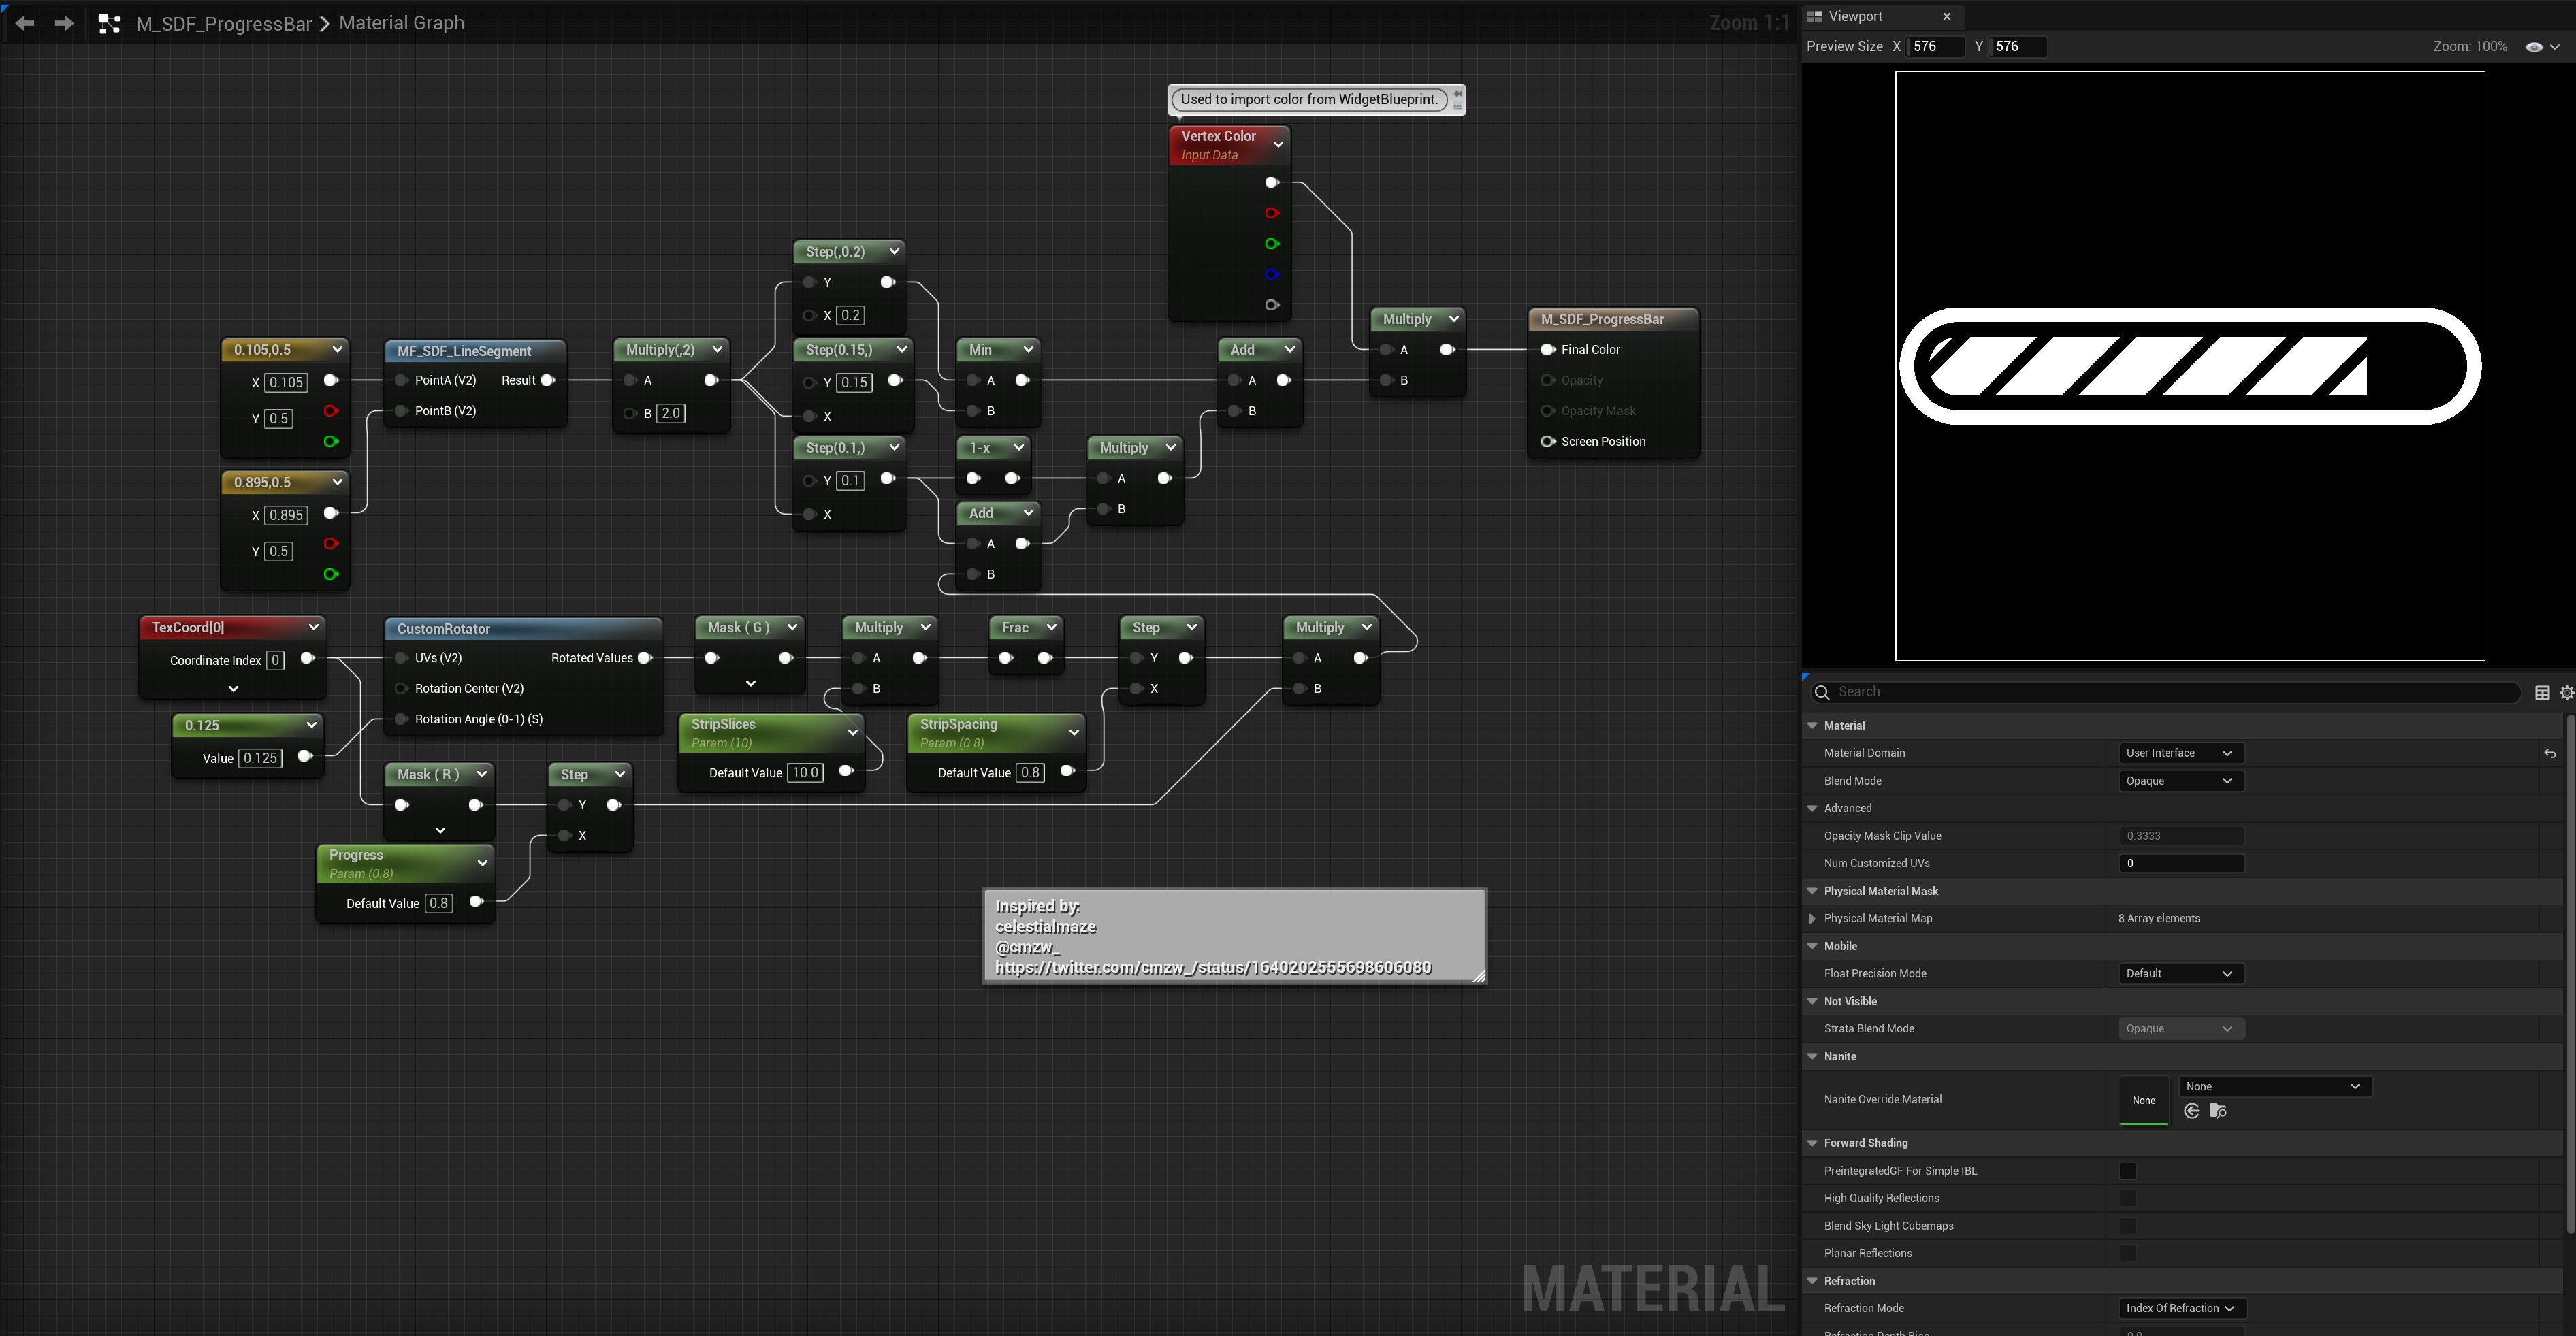 M_SDF_ProgressBar > Material Graph
Zoom 1:1
Used to import color from WidgetBlueprint.
Vertex Color
Input Data
Step(,0.2)
Y
X 0.2
0.105,0.5
X 0.105
Y 0.5
MF_SDF_LineSegment
PointA (V2) Result
PointB (V2)
Multiply(,2)
A
B 2.0
Step(0.15,)
Y 0.15
X
Min
A
B
Add
A
B
Multiply
A
B
M_SDF_ProgressBar
Final Color
Opacity
Opacity Mask
Screen Position
0.895,0.5
X 0.895
Y 0.5
Step(0.1,)
Y 0.1
X
1-x
Multiply
A
B
Add
A
B
TexCoord[0]
Coordinate Index 0
CustomRotator
UVs (V2) Rotated Values
Rotation Center (V2)
Rotation Angle (0-1) (S)
Mask ( G )
Multiply
A
B
Frac
Step
Y
X
Multiply
A
B
0.125
Value 0.125
StripSlices
Param (10)
Default Value 10.0
StripSpacing
Param (0.8)
Default Value 0.8
Mask ( R )
Step
Y
X
Progress
Param (0.8)
Default Value 0.8
Inspired by:
celestialmaze
@cmzw_
https://twitter.com/cmzw_/status/1640202555698606080
MATERIAL
Viewport
Preview Size X 576 Y 576 Zoom: 100%
Search
Material
Material Domain User Interface
Blend Mode Opaque
Advanced
Opacity Mask Clip Value 0.3333
Num Customized UVs 0
Physical Material Mask
Physical Material Map 8 Array elements
Mobile
Float Precision Mode Default
Not Visible
Strata Blend Mode Opaque
Nanite
Nanite Override Material None None
Forward Shading
PreintegratedGF For Simple IBL
High Quality Reflections
Blend Sky Light Cubemaps
Planar Reflections
Refraction
Refraction Mode Index Of Refraction
Refraction Depth Bias 0.0